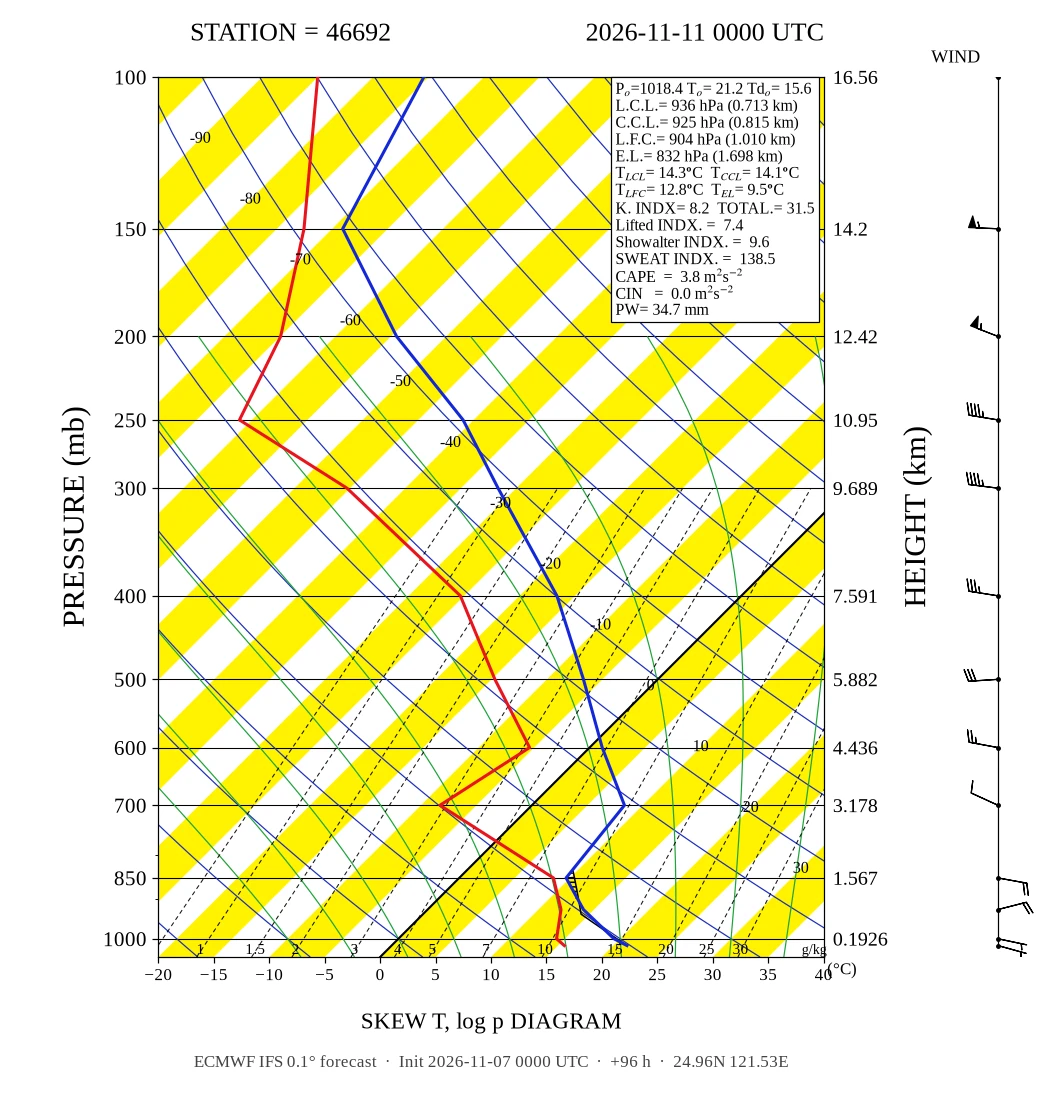 STATION = 46692
2026-11-11 0000 UTC
WIND
P_o=1018.4 T_o= 21.2 Td_o= 15.6
L.C.L.= 936 hPa (0.713 km)
C.C.L.= 925 hPa (0.815 km)
L.F.C.= 904 hPa (1.010 km)
E.L.= 832 hPa (1.698 km)
T_LCL= 14.3°C T_CCL= 14.1°C
T_LFC= 12.8°C T_EL= 9.5°C
K. INDX= 8.2 TOTAL.= 31.5
Lifted INDX. = 7.4
Showalter INDX. = 9.6
SWEAT INDX. = 138.5
CAPE = 3.8 m²s⁻²
CIN = 0.0 m²s⁻²
PW= 34.7 mm
100 16.56
150 14.2
200 12.42
250 10.95
300 9.689
400 7.591
500 5.882
600 4.436
700 3.178
850 1.567
1000 0.1926
PRESSURE (mb)
HEIGHT (km)
-90
-80
-70
-60
-50
-40
-30
-20
-10
0
10
20
30
1 1.5 2 3 4 5 7 10 15 20 25 30 g/kg
−20 −15 −10 −5 0 5 10 15 20 25 30 35 40 (°C)
SKEW T, log p DIAGRAM
ECMWF IFS 0.1° forecast · Init 2026-11-07 0000 UTC · +96 h · 24.96N 121.53E